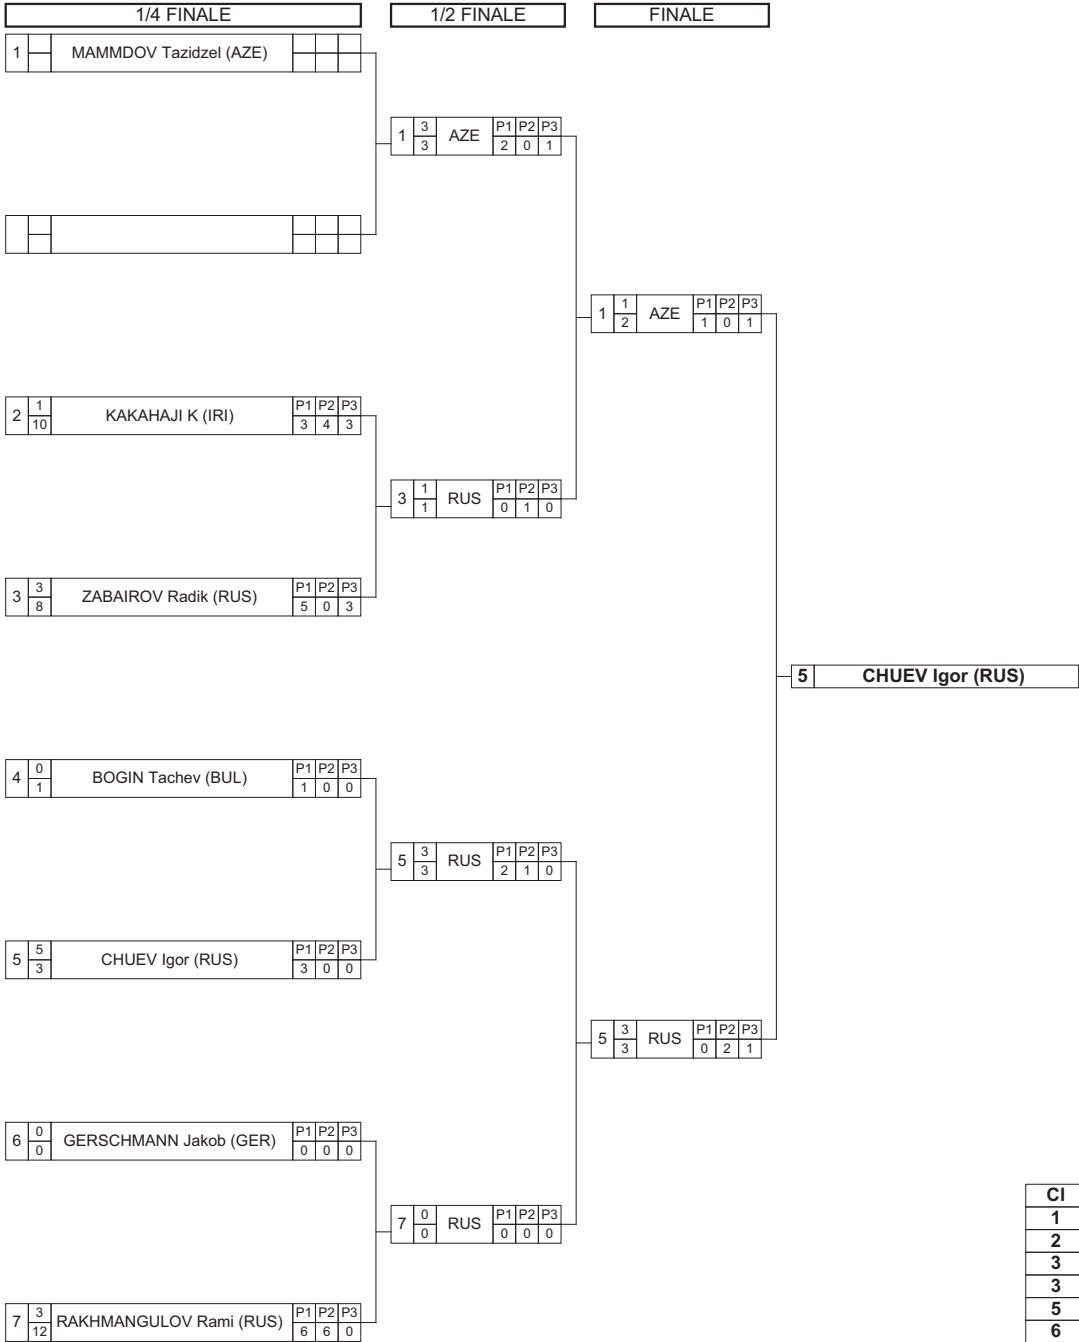 1/4 FINALE 1/2 FINALE FINALE
1 MAMMDOV Tazidzel (AZE)
1 3 3 AZE P1 P2 P3
2 0 1
1 1 2 AZE P1 P2 P3
1 0 1
2 1 10 KAKAHAJI K (IRI) P1 P2 P3
3 4 3
3 1 1 RUS P1 P2 P3
0 1 0
3 3 8 ZABAIROV Radik (RUS) P1 P2 P3
5 0 3
5 CHUEV Igor (RUS)
4 0 1 BOGIN Tachev (BUL) P1 P2 P3
1 0 0
5 3 3 RUS P1 P2 P3
2 1 0
5 5 3 CHUEV Igor (RUS) P1 P2 P3
3 0 0
5 3 3 RUS P1 P2 P3
0 2 1
6 0 0 GERSCHMANN Jakob (GER) P1 P2 P3
0 0 0
7 0 0 RUS P1 P2 P3
0 0 0
7 3 12 RAKHMANGULOV Rami (RUS) P1 P2 P3
6 6 0
Cl
1
2
3
3
5
6